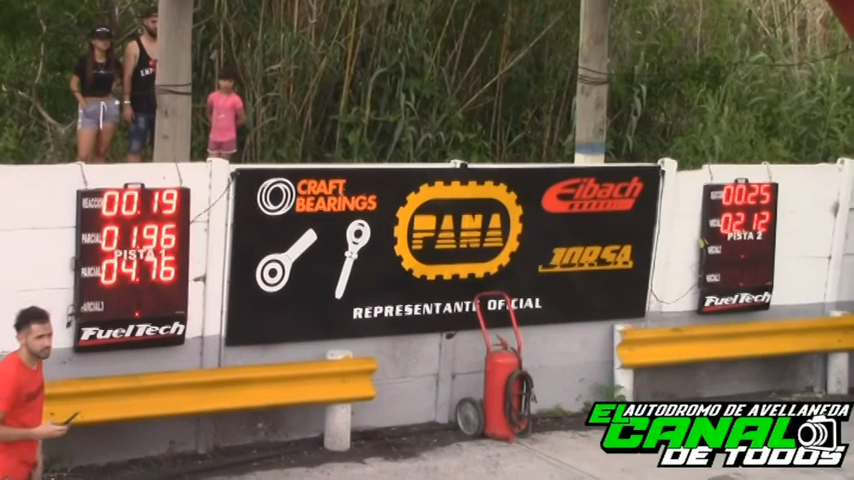 00.19
01.96
PISTA 1
04.76
PARCIAL3
FuelTech
CRAFT
BEARINGS
PANA
Eibach
REPRESENTANTE OFICIAL
00.25
02.12
PISTA 2
FuelTech
AUTODROMO DE AVELLANEDA
EL CANAL
DE TODOS